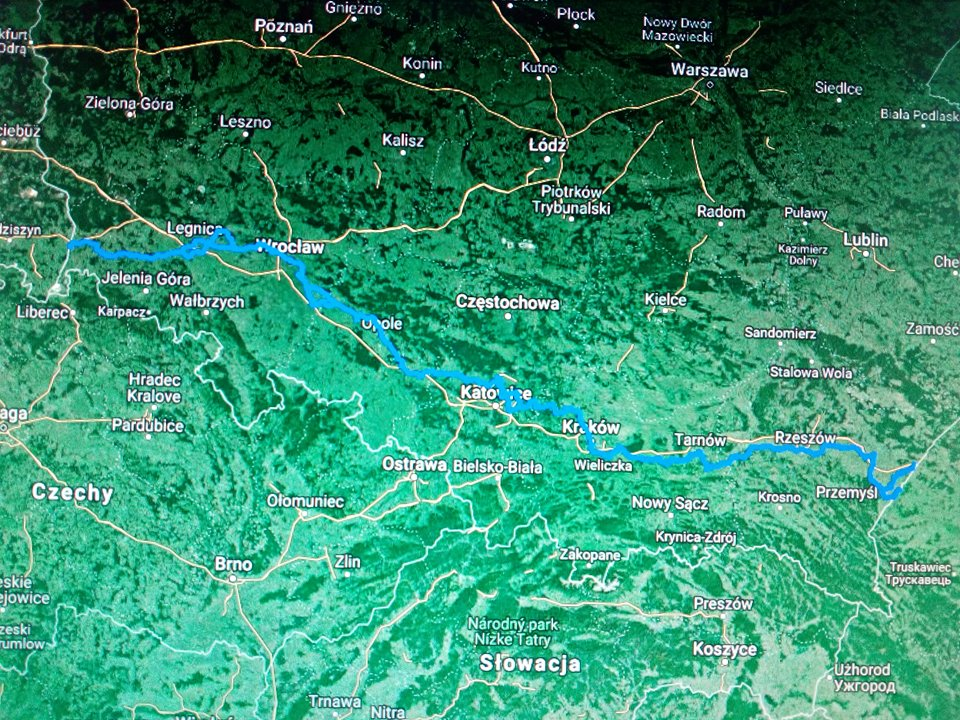 Gniezno
Płock
Poznań
Nowy Dwór
Mazowiecki
Konin
Kutno
Warszawa
Siedlce
Zielona Góra
Biała Podlask
Leszno
Kalisz
Łódź
Piotrków
Trybunalski
Radom
Puławy
Lublin
Legnica
Wrocław
Kazimierz
Dolny
Jelenia Góra
Wałbrzych
Częstochowa
Kielce
Liberec
Karpacz
Opole
Sandomierz
Zamość
Stalowa Wola
Hradec
Kralove
Katowice
Pardubice
Kraków
Tarnów
Rzeszów
Ostrawa
Bielsko-Biała
Wieliczka
Czechy
Ołomuniec
Nowy Sącz
Krosno
Przemyśl
Krynica-Zdrój
Brno
Zlin
Zakopane
Truskawiec
Трускавець
Preszów
Národný park
Nízke Tatry
Koszyce
Słowacja
Użhorod
Ужгород
Trnawa
Nitra